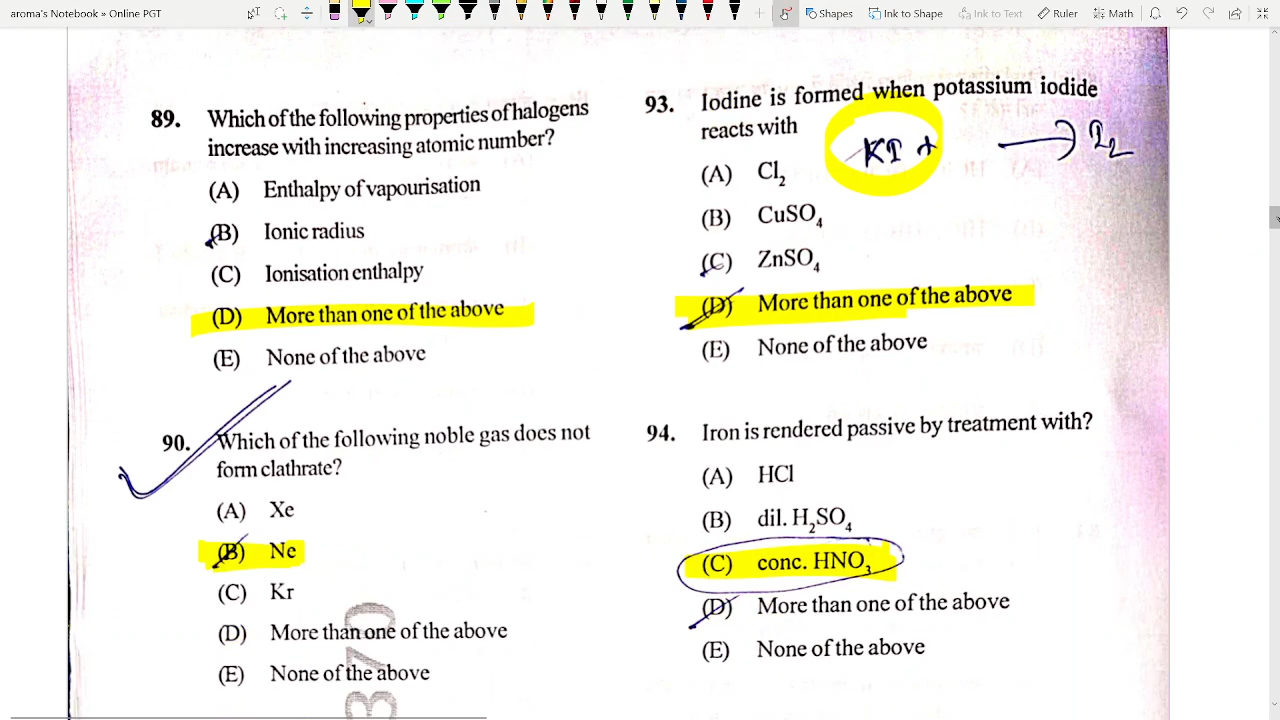 aroma's Notebook » Online TGT
Shapes
Ink to Shape
Ink to Text
Ruler
Math
89. Which of the following properties of halogens
increase with increasing atomic number?
(A) Enthalpy of vapourisation
(B) Ionic radius
(C) Ionisation enthalpy
(D) More than one of the above
(E) None of the above
90. Which of the following noble gas does not
form clathrate?
(A) Xe
(B) Ne
(C) Kr
(D) More than one of the above
(E) None of the above
370
93. Iodine is formed when potassium iodide
reacts with
KI + → I₂
(A) Cl₂
(B) CuSO₄
(C) ZnSO₄
(D) More than one of the above
(E) None of the above
94. Iron is rendered passive by treatment with?
(A) HCl
(B) dil. H₂SO₄
(C) conc. HNO₃
(D) More than one of the above
(E) None of the above